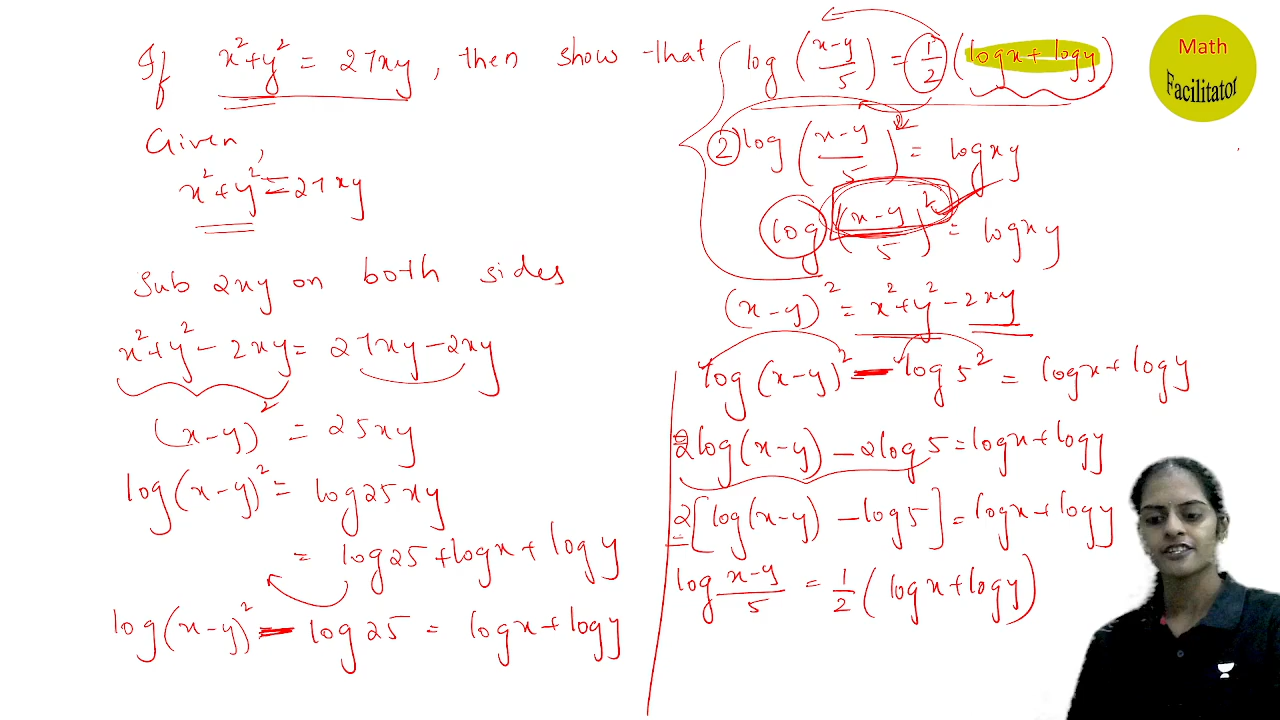 If x² + y² = 27xy, then show that log ((x-y)/5) = 1/2 (log x + log y)
Math
Facilitator
Given,
x² + y² = 27xy
Sub 2xy on both sides
x² + y² - 2xy = 27xy - 2xy
(x-y)² = 25xy
log(x-y)² = log 25xy
= log 25 + log x + log y
log(x-y)² - log 25 = log x + log y
2 log ((x-y)/5)² = log xy
log ((x-y)/5)² = log xy
(x-y)² = x² + y² - 2xy
log(x-y)² - log 5² = log x + log y
2 log(x-y) - 2 log 5 = log x + log y
2[log(x-y) - log 5] = log x + log y
log (x-y)/5 = 1/2 (log x + log y)